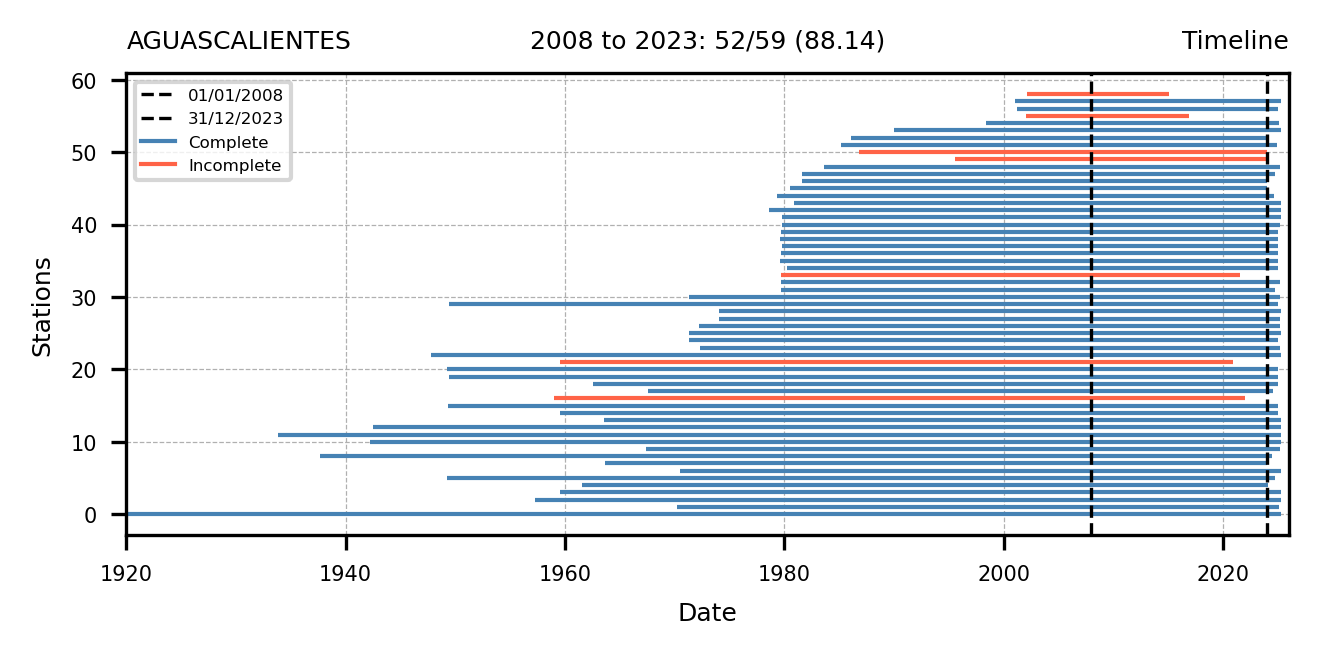 AGUASCALIENTES 2008 to 2023: 52/59 (88.14) Timeline
01/01/2008
31/12/2023
Complete
Incomplete
60
50
40
30
20
10
0
Stations
1920 1940 1960 1980 2000 2020
Date